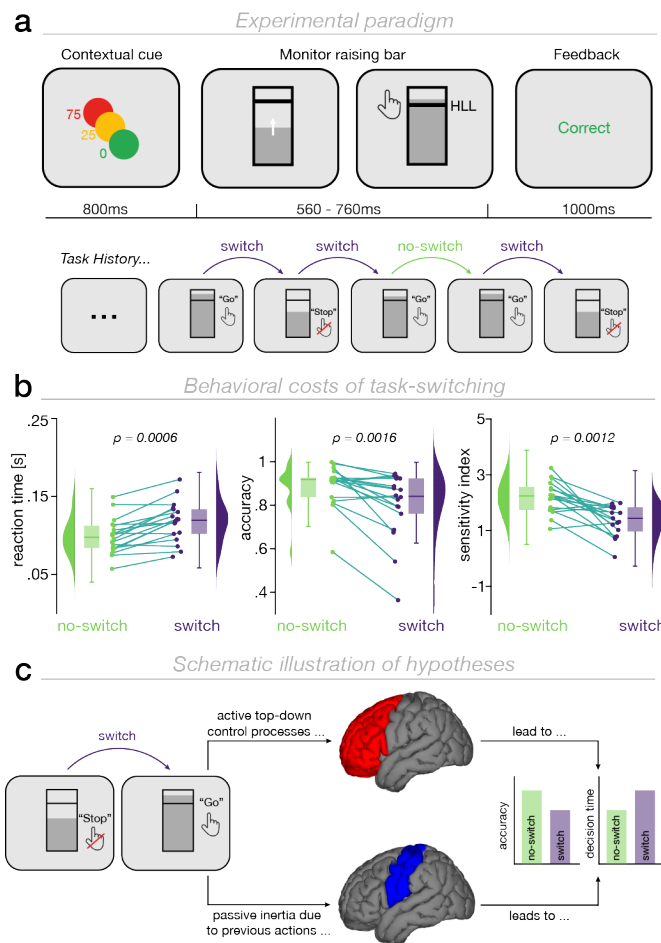 a
Experimental paradigm
Contextual cue
Monitor raising bar
Feedback
75
25
0
HLL
Correct
800ms
560 - 760ms
1000ms
Task History...
switch
switch
no-switch
switch
...
"Go"
"Stop"
"Go"
"Go"
"Stop"
b
Behavioral costs of task-switching
reaction time [s]
.25
.15
.05
p = 0.0006
no-switch
switch
accuracy
1
.8
.6
.4
p = 0.0016
no-switch
switch
sensitivity index
5
3
1
-1
p = 0.0012
no-switch
switch
c
Schematic illustration of hypotheses
switch
"Stop"
"Go"
active top-down
control processes ...
lead to ...
accuracy
no-switch
switch
decision time
no-switch
switch
passive inertia due
to previous actions ...
leads to ...